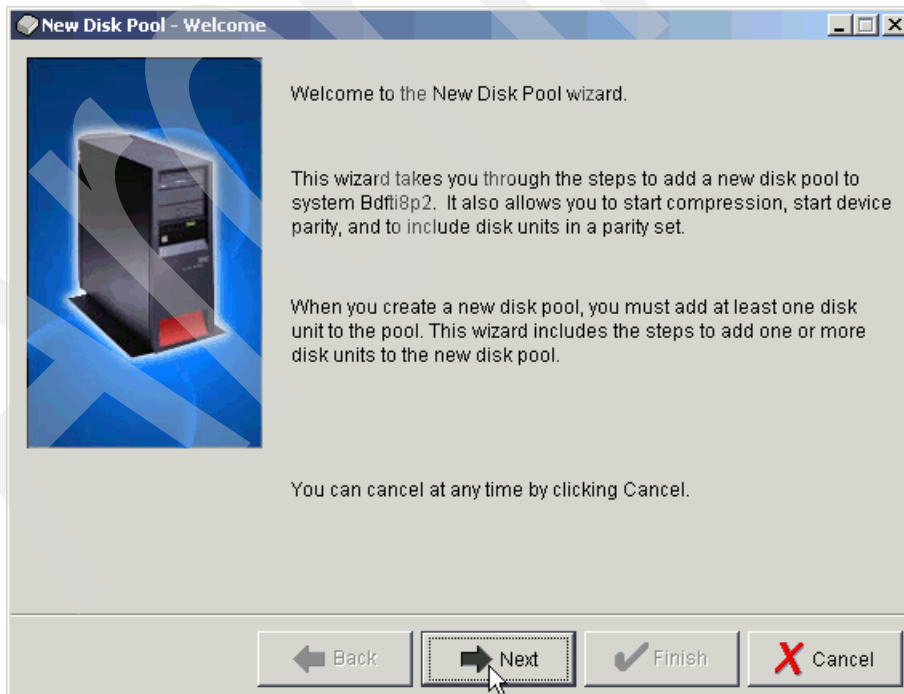 New Disk Pool - Welcome
Welcome to the New Disk Pool wizard.
This wizard takes you through the steps to add a new disk pool to
system Bdfti8p2. It also allows you to start compression, start device
parity, and to include disk units in a parity set.
When you create a new disk pool, you must add at least one disk
unit to the pool. This wizard includes the steps to add one or more
disk units to the new disk pool.
You can cancel at any time by clicking Cancel.
Back
Next
Finish
Cancel